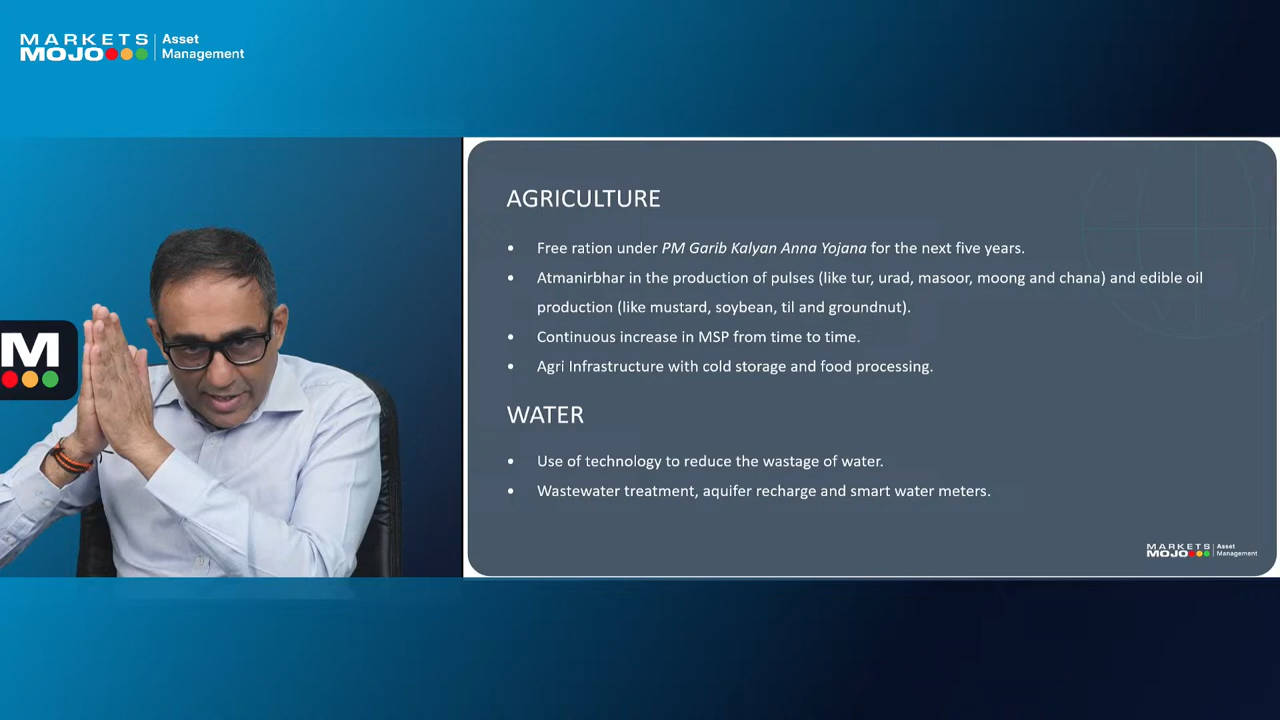 MARKETS
MOJO
Asset
Management
M
AGRICULTURE
• Free ration under PM Garib Kalyan Anna Yojana for the next five years.
• Atmanirbhar in the production of pulses (like tur, urad, masoor, moong and chana) and edible oil
production (like mustard, soybean, til and groundnut).
• Continuous increase in MSP from time to time.
• Agri Infrastructure with cold storage and food processing.
WATER
• Use of technology to reduce the wastage of water.
• Wastewater treatment, aquifer recharge and smart water meters.
MARKETS
MOJO
Asset
Management